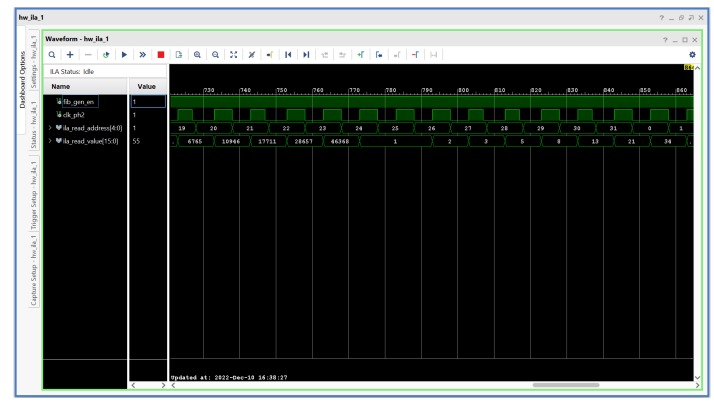 hw_ila_1
Dashboard Options
Settings - hw_ila_1
Status - hw_ila_1
Trigger Setup - hw_ila_1
Capture Setup - hw_ila_1
Waveform - hw_ila_1
ILA Status: Idle
Name Value
730 740 750 760 770 780 790 800 810 820 830 840 850 860
fib_gen_en 1
clk_ph2 1
ila_read_address[4:0] 1 19 20 21 22 23 24 25 26 27 28 29 30 31 0 1
ila_read_value[15:0] 55 . 6765 10946 17711 28657 46368 1 2 3 5 8 13 21 34 .
Updated at: 2022-Dec-10 16:38:27